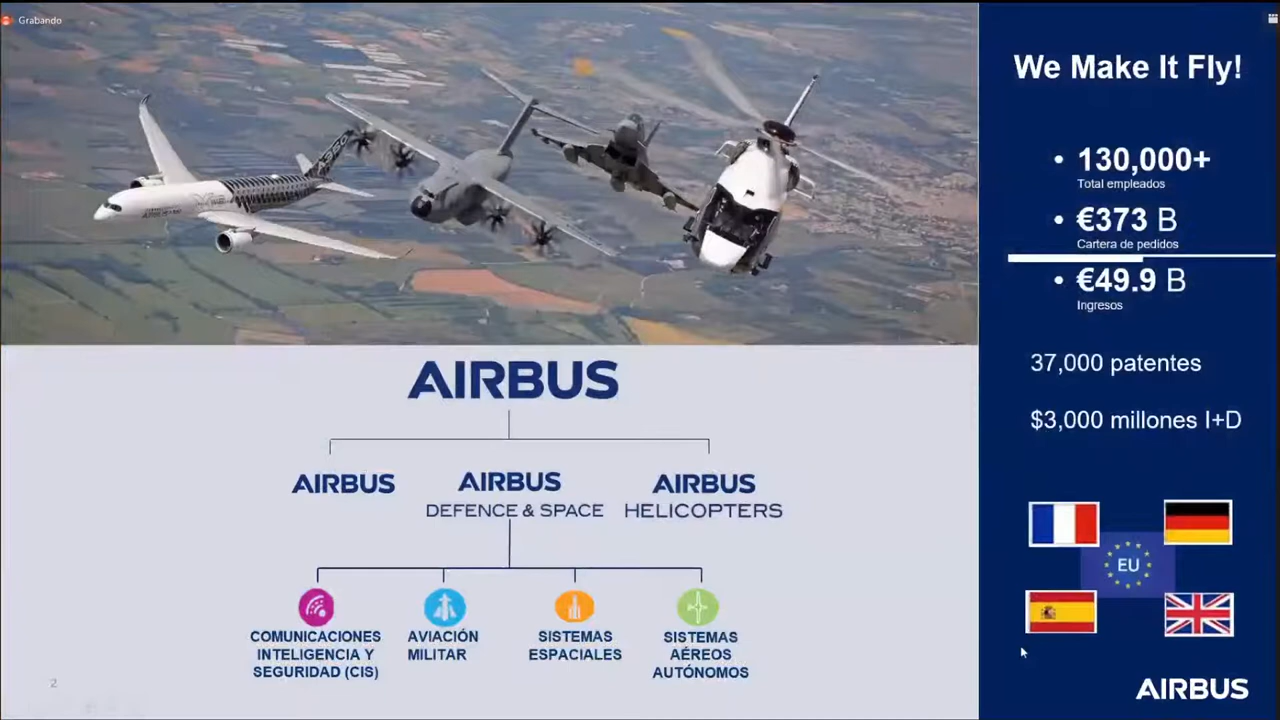 Grabando
A350
We Make It Fly!
• 130,000+
Total empleados
• €373 B
Cartera de pedidos
• €49.9 B
Ingresos
37,000 patentes
$3,000 millones I+D
EU
AIRBUS
AIRBUS
AIRBUS
DEFENCE & SPACE
AIRBUS
HELICOPTERS
COMUNICACIONES
INTELIGENCIA Y
SEGURIDAD (CIS)
AVIACIÓN
MILITAR
SISTEMAS
ESPACIALES
SISTEMAS
AÉREOS
AUTÓNOMOS
2
AIRBUS